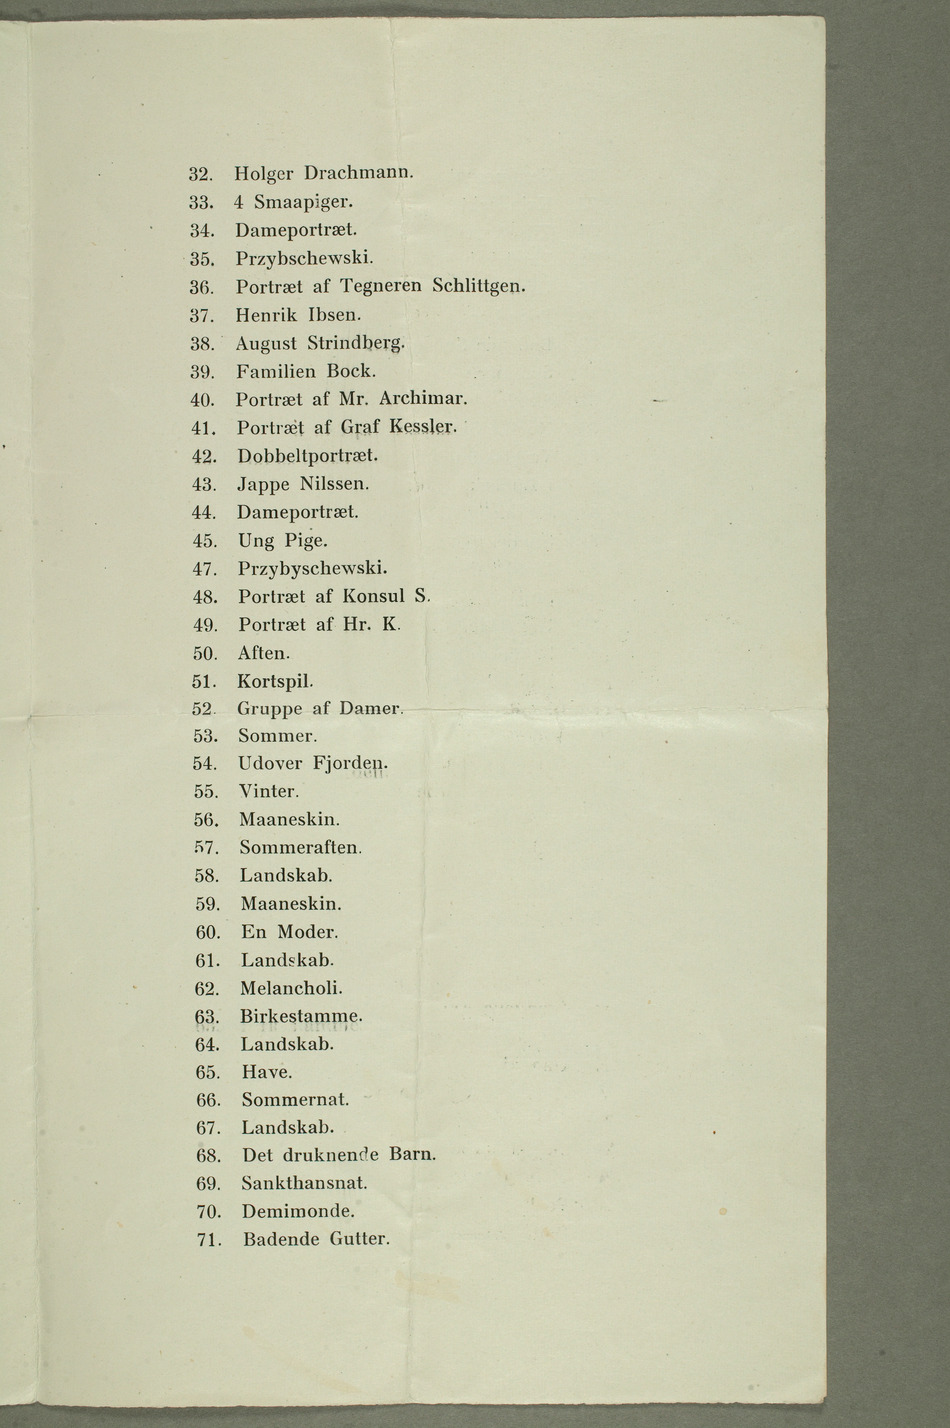 32. Holger Drachmann.
33. 4 Smaapiger.
34. Dameportræt.
35. Przybschewski.
36. Portræt af Tegneren Schlittgen.
37. Henrik Ibsen.
38. August Strindberg.
39. Familien Bock.
40. Portræt af Mr. Archimar.
41. Portræt af Graf Kessler.
42. Dobbeltportræt.
43. Jappe Nilssen.
44. Dameportræt.
45. Ung Pige.
47. Przybyschewski.
48. Portræt af Konsul S.
49. Portræt af Hr. K.
50. Aften.
51. Kortspil.
52. Gruppe af Damer.
53. Sommer.
54. Udover Fjorden.
55. Vinter.
56. Maaneskin.
57. Sommeraften.
58. Landskab.
59. Maaneskin.
60. En Moder.
61. Landskab.
62. Melancholi.
63. Birkestamme.
64. Landskab.
65. Have.
66. Sommernat.
67. Landskab.
68. Det druknende Barn.
69. Sankthansnat.
70. Demimonde.
71. Badende Gutter.